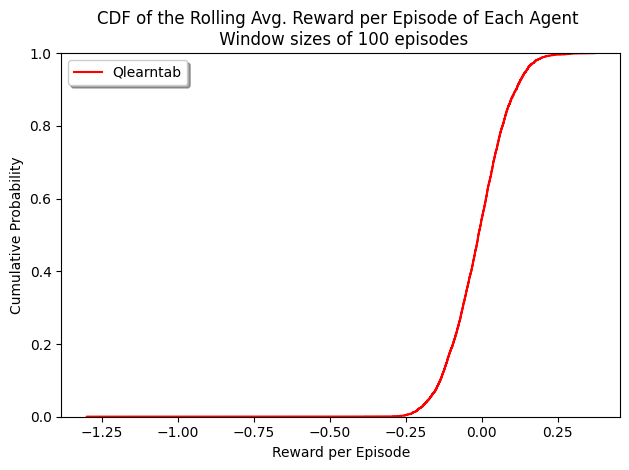 CDF of the Rolling Avg. Reward per Episode of Each Agent
Window sizes of 100 episodes
Qlearntab
1.0
0.8
0.6
0.4
0.2
0.0
Cumulative Probability
−1.25 −1.00 −0.75 −0.50 −0.25 0.00 0.25
Reward per Episode